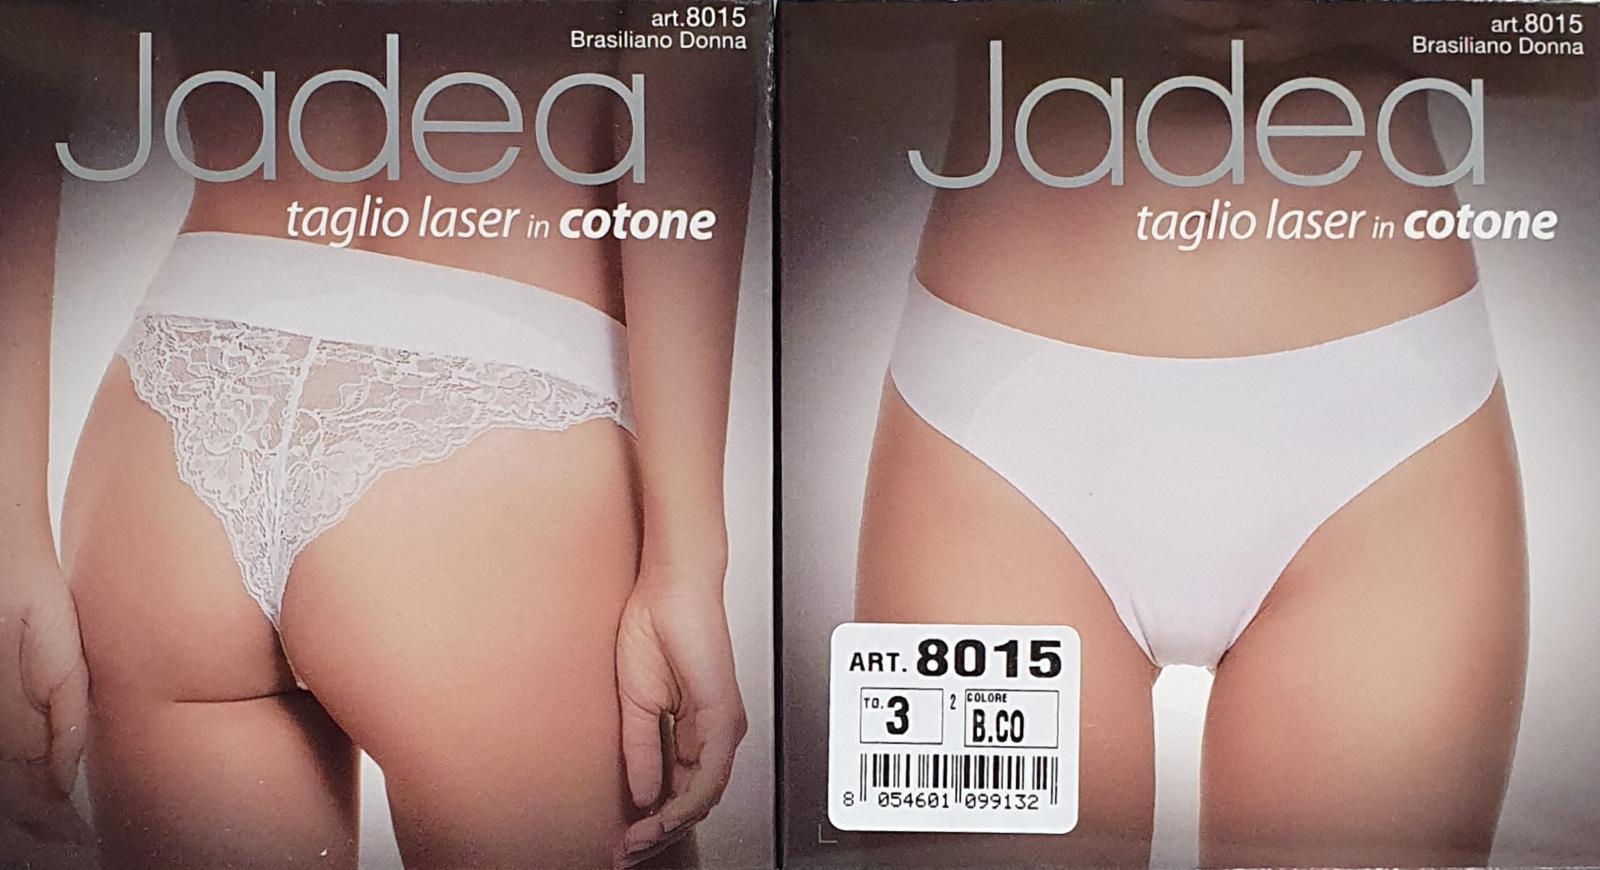 art.8015
Brasiliano Donna
Jadea
taglio laser in cotone
art.8015
Brasiliano Donna
Jadea
taglio laser in cotone
ART. 8015
TG. 3 2 COLORE B.CO
8 054601 099132